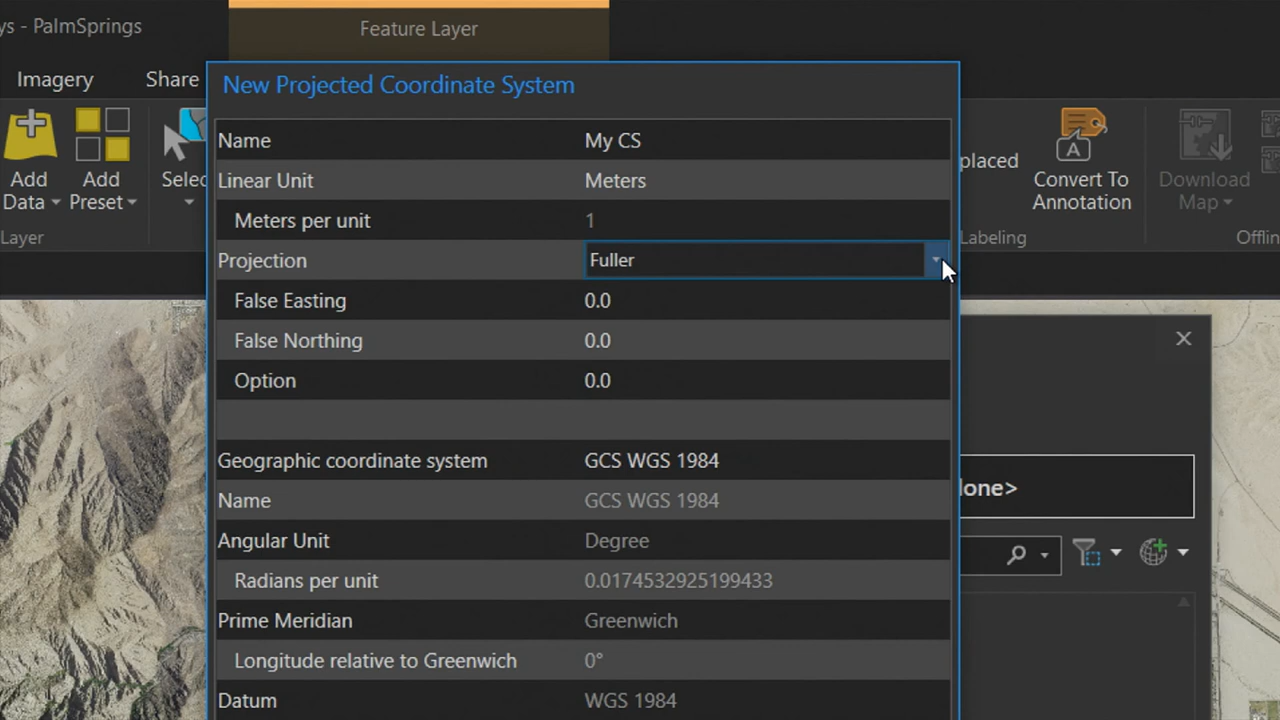 ys - PalmSprings
Feature Layer
Imagery
Share
New Projected Coordinate System
Add
Data
Add
Preset
Selec
Layer
placed
Convert To
Annotation
Download
Map
Labeling
Offlin
Name My CS
Linear Unit Meters
Meters per unit 1
Projection Fuller
False Easting 0.0
False Northing 0.0
Option 0.0
Geographic coordinate system GCS WGS 1984
Name GCS WGS 1984
Angular Unit Degree
Radians per unit 0.0174532925199433
Prime Meridian Greenwich
Longitude relative to Greenwich 0°
Datum WGS 1984
lone>